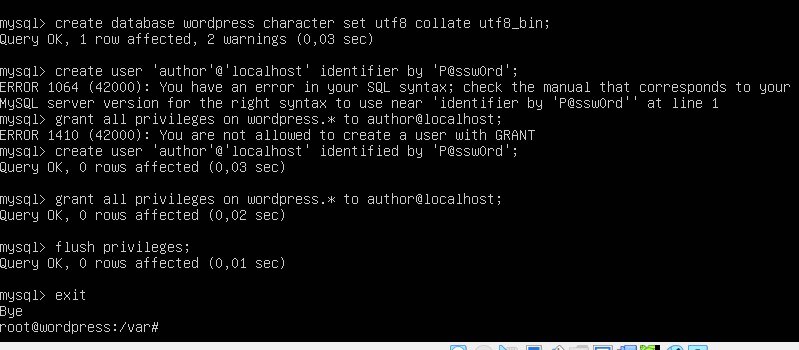 mysql> create database wordpress character set utf8 collate utf8_bin;
Query OK, 1 row affected, 2 warnings (0,03 sec)
mysql> create user 'author'@'localhost' identifier by 'P@ssw0rd';
ERROR 1064 (42000): You have an error in your SQL syntax; check the manual that corresponds to your
MySQL server version for the right syntax to use near 'identifier by 'P@ssw0rd'' at line 1
mysql> grant all privileges on wordpress.* to author@localhost;
ERROR 1410 (42000): You are not allowed to create a user with GRANT
mysql> create user 'author'@'localhost' identified by 'P@ssw0rd';
Query OK, 0 rows affected (0,03 sec)
mysql> grant all privileges on wordpress.* to author@localhost;
Query OK, 0 rows affected (0,02 sec)
mysql> flush privileges;
Query OK, 0 rows affected (0,01 sec)
mysql> exit
Bye
root@wordpress:/var#